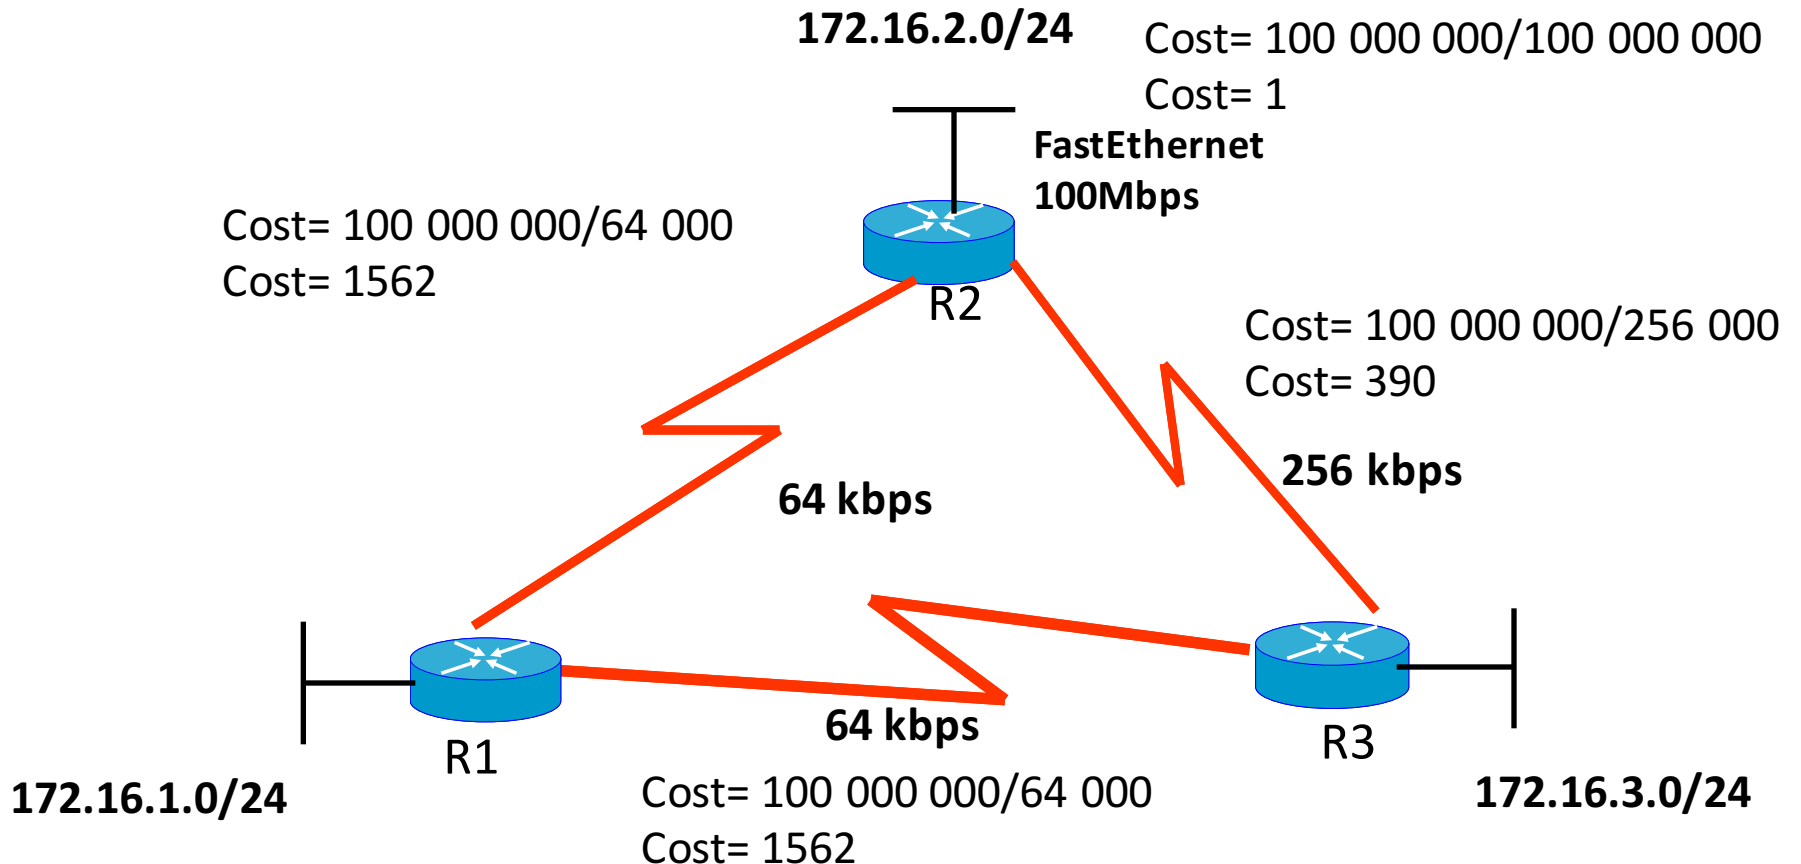 172.16.2.0/24
Cost= 100 000 000/100 000 000
Cost= 1
FastEthernet
100Mbps
Cost= 100 000 000/64 000
Cost= 1562
R2
Cost= 100 000 000/256 000
Cost= 390
256 kbps
64 kbps
64 kbps
R1
R3
172.16.1.0/24
Cost= 100 000 000/64 000
Cost= 1562
172.16.3.0/24